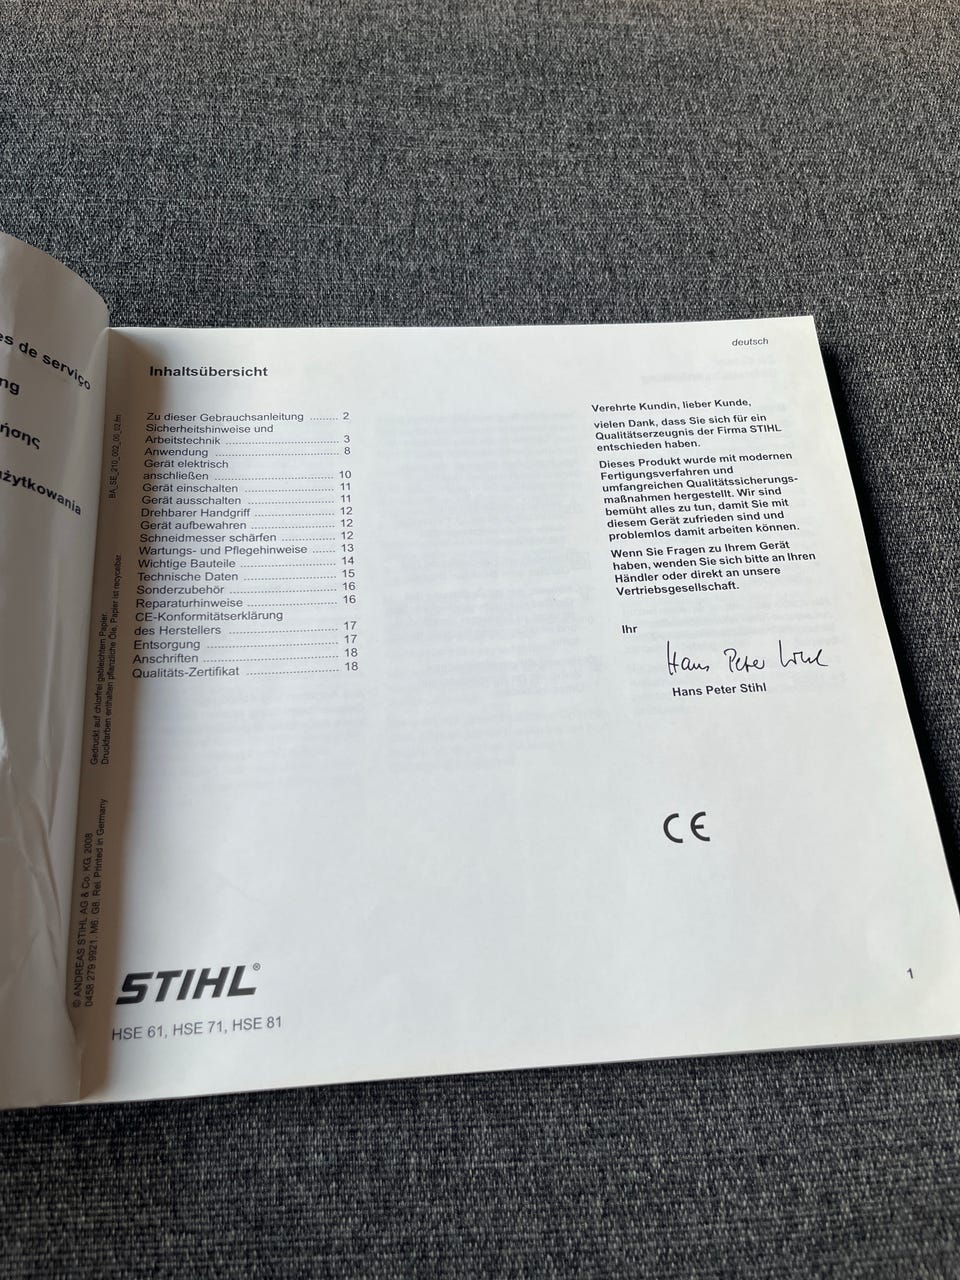 es de serviço
ng
ήσης
użytkowania
BA_SE_210_002_00_02.fm
Gedruckt auf chlorfrei gebleichtem Papier.
Druckfarben enthalten pflanzliche Öle, Papier ist recycelbar.
© ANDREAS STIHL AG & Co. KG, 2008
0458 279 9921. M6. G8. Rei. Printed in Germany
deutsch
Inhaltsübersicht
Zu dieser Gebrauchsanleitung ......... 2
Sicherheitshinweise und
Arbeitstechnik ..................................... 3
Anwendung ......................................... 8
Gerät elektrisch
anschließen ....................................... 10
Gerät einschalten .............................. 11
Gerät ausschalten ............................. 11
Drehbarer Handgriff .......................... 12
Gerät aufbewahren ........................... 12
Schneidmesser schärfen .................. 12
Wartungs- und Pflegehinweise ....... 13
Wichtige Bauteile .............................. 14
Technische Daten ............................. 15
Sonderzubehör ................................. 16
Reparaturhinweise ........................... 16
CE-Konformitätserklärung
des Herstellers ................................. 17
Entsorgung ........................................ 17
Anschriften ........................................ 18
Qualitäts-Zertifikat ............................ 18
Verehrte Kundin, lieber Kunde,
vielen Dank, dass Sie sich für ein
Qualitätserzeugnis der Firma STIHL
entschieden haben.
Dieses Produkt wurde mit modernen
Fertigungsverfahren und
umfangreichen Qualitätssicherungs-
maßnahmen hergestellt. Wir sind
bemüht alles zu tun, damit Sie mit
diesem Gerät zufrieden sind und
problemlos damit arbeiten können.
Wenn Sie Fragen zu Ihrem Gerät
haben, wenden Sie sich bitte an Ihren
Händler oder direkt an unsere
Vertriebsgesellschaft.
Ihr
Hans Peter Stihl
Hans Peter Stihl
CE
STIHL®
HSE 61, HSE 71, HSE 81
1